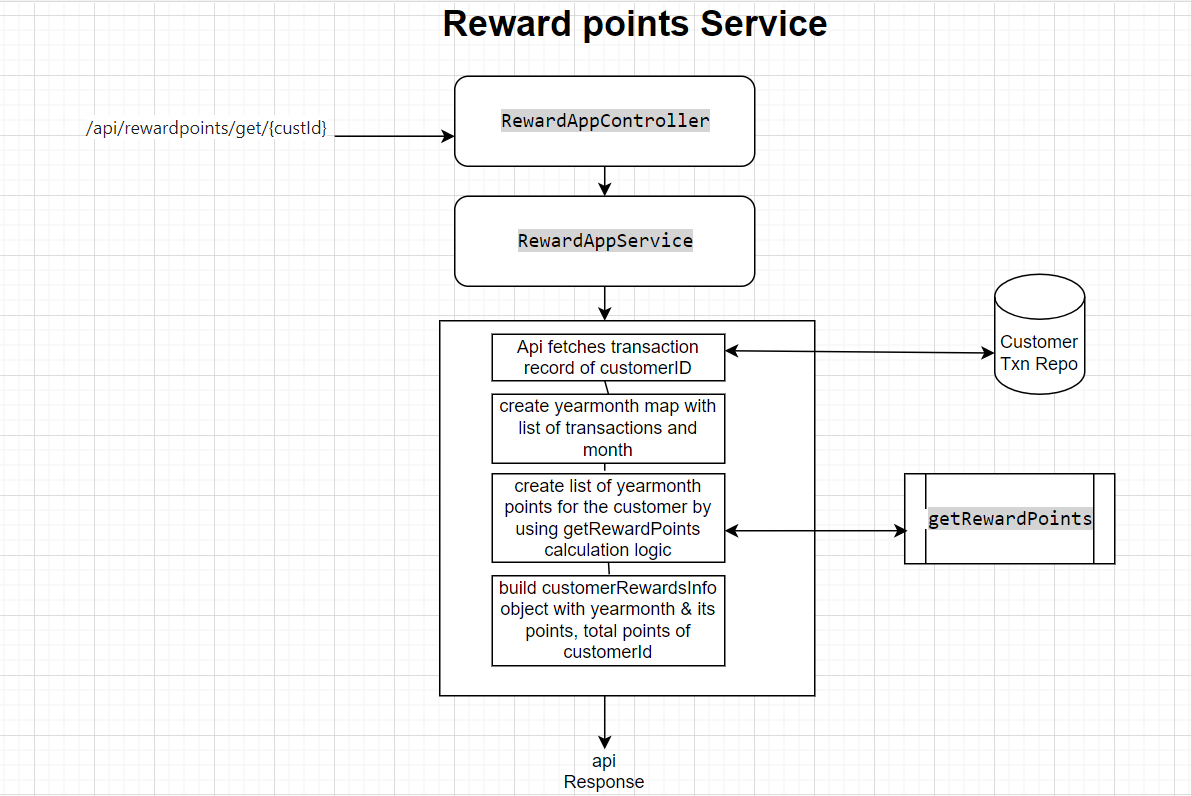 Reward points Service
/api/rewardpoints/get/{custId}
RewardAppController
RewardAppService
Api fetches transaction
record of customerID
Customer
Txn Repo
create yearmonth map with
list of transactions and
month
create list of yearmonth
points for the customer by
using getRewardPoints
calculation logic
getRewardPoints
build customerRewardsInfo
object with yearmonth & its
points, total points of
customerId
api
Response